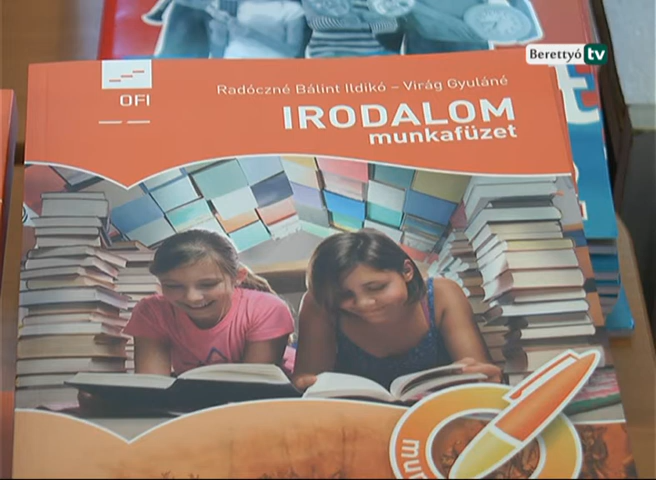 Berettyó tv
OFI
Radóczné Bálint Ildikó – Virág Gyuláné
IRODALOM
munkafüzet